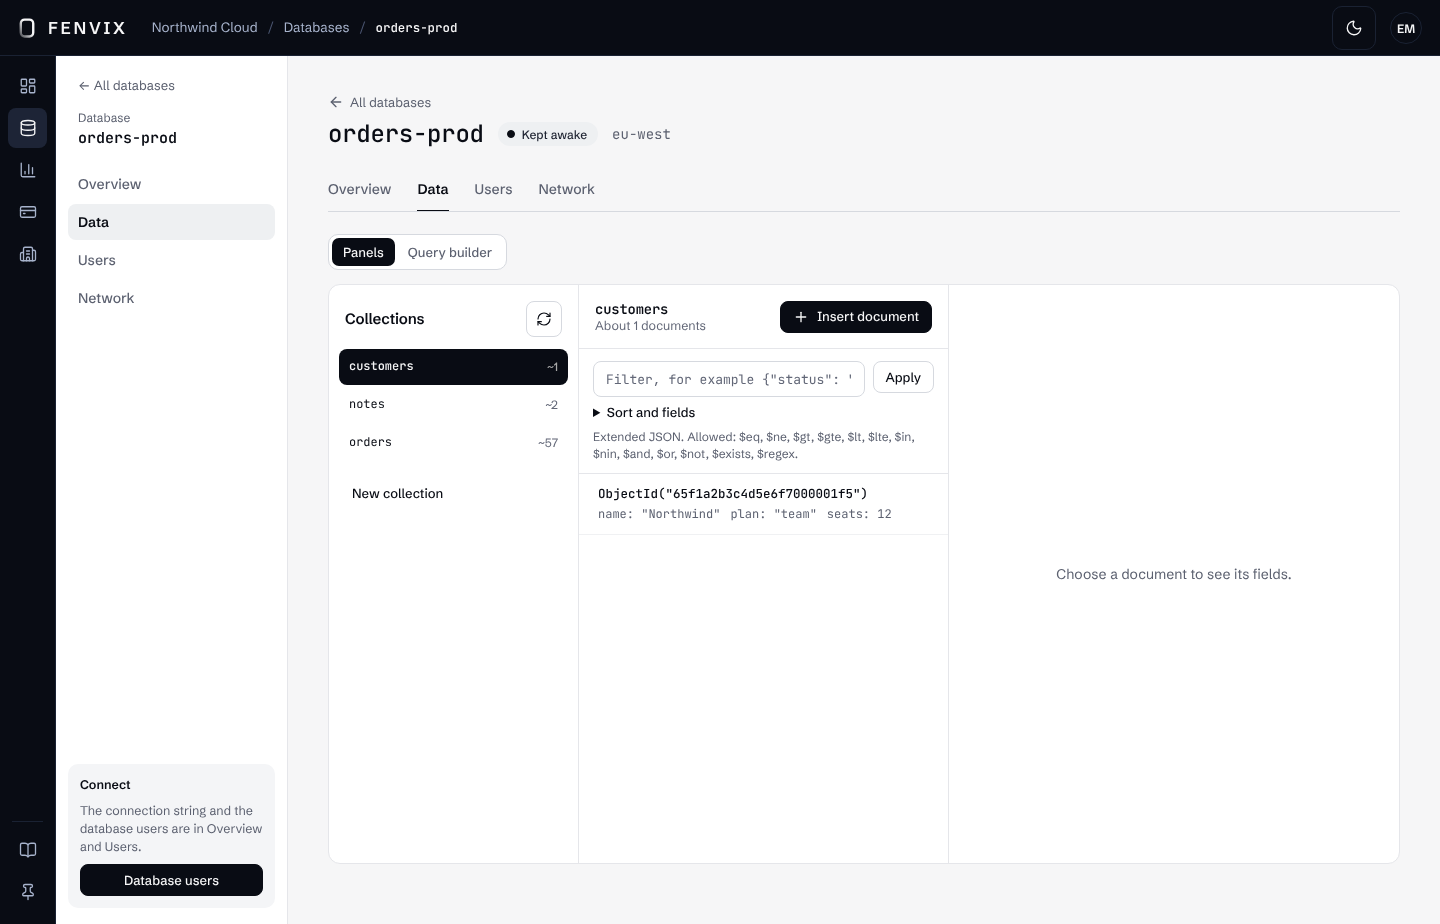 FENVIX
Northwind Cloud / Databases / orders-prod
EM
← All databases
Database
orders-prod
Overview
Data
Users
Network
Connect
The connection string and the
database users are in Overview
and Users.
Database users
← All databases
orders-prod
Kept awake
eu-west
Overview
Data
Users
Network
Panels
Query builder
Collections
customers ~1
notes ~2
orders ~57
New collection
customers
About 1 documents
+ Insert document
Filter, for example {"status": '
Apply
Sort and fields
Extended JSON. Allowed: $eq, $ne, $gt, $gte, $lt, $lte, $in,
$nin, $and, $or, $not, $exists, $regex.
ObjectId("65f1a2b3c4d5e6f7000001f5")
name: "Northwind" plan: "team" seats: 12
Choose a document to see its fields.